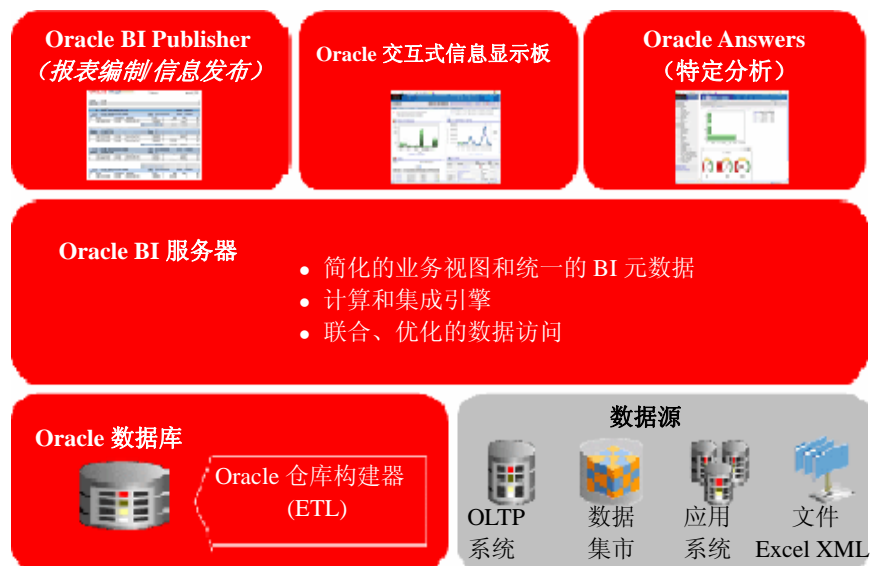 Oracle BI Publisher
（报表编制/信息发布）
Oracle 交互式信息显示板
Oracle Answers
（特定分析）
Oracle BI 服务器
• 简化的业务视图和统一的 BI 元数据
• 计算和集成引擎
• 联合、优化的数据访问
Oracle 数据库
Oracle 仓库构建器
(ETL)
数据源
OLTP
系统
数据
集市
应用
系统
文件
Excel XML